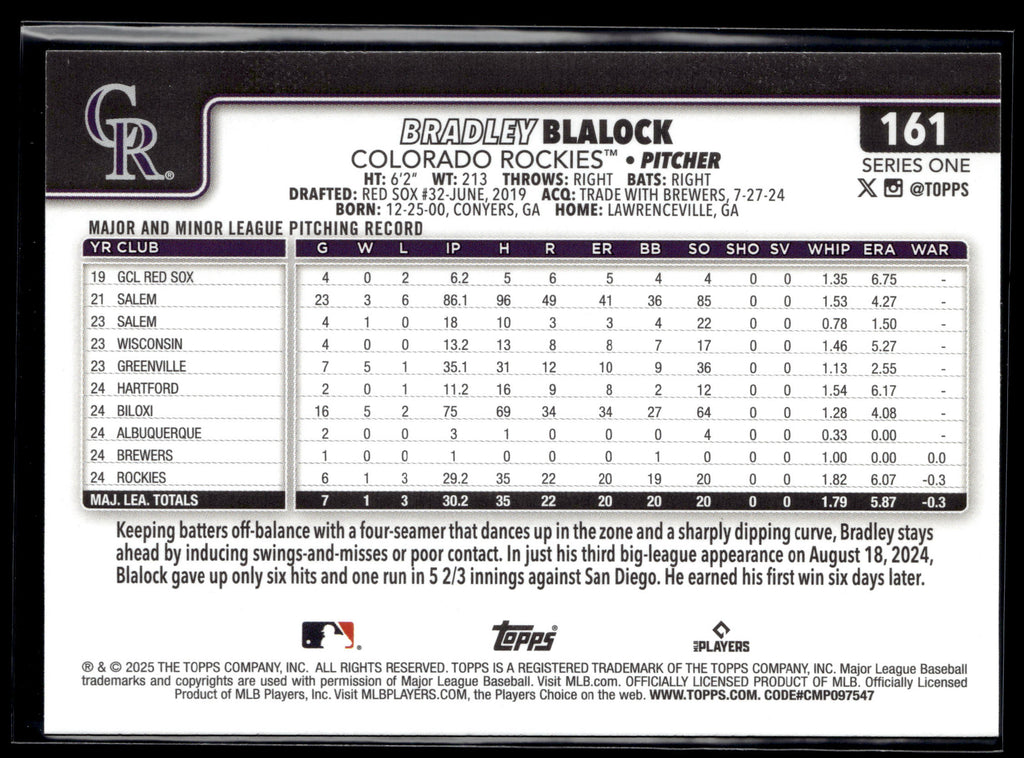 CR®
BRADLEY BLALOCK
161
COLORADO ROCKIES™ • PITCHER
SERIES ONE
HT: 6'2" WT: 213 THROWS: RIGHT BATS: RIGHT
@TOPPS
DRAFTED: RED SOX #32-JUNE, 2019 ACQ: TRADE WITH BREWERS, 7-27-24
BORN: 12-25-00, CONYERS, GA HOME: LAWRENCEVILLE, GA
MAJOR AND MINOR LEAGUE PITCHING RECORD
YR CLUB G W L IP H R ER BB SO SHO SV WHIP ERA WAR
19 GCL RED SOX 4 0 2 6.2 5 6 5 4 4 0 0 1.35 6.75 -
21 SALEM 23 3 6 86.1 96 49 41 36 85 0 0 1.53 4.27 -
23 SALEM 4 1 0 18 10 3 3 4 22 0 0 0.78 1.50 -
23 WISCONSIN 4 0 0 13.2 13 8 8 7 17 0 0 1.46 5.27 -
23 GREENVILLE 7 5 1 35.1 31 12 10 9 36 0 0 1.13 2.55 -
24 HARTFORD 2 0 1 11.2 16 9 8 2 12 0 0 1.54 6.17 -
24 BILOXI 16 5 2 75 69 34 34 27 64 0 0 1.28 4.08 -
24 ALBUQUERQUE 2 0 0 3 1 0 0 0 4 0 0 0.33 0.00 -
24 BREWERS 1 0 0 1 0 0 0 1 0 0 0 1.00 0.00 0.0
24 ROCKIES 6 1 3 29.2 35 22 20 19 20 0 0 1.82 6.07 -0.3
MAJ. LEA. TOTALS 7 1 3 30.2 35 22 20 20 20 0 0 1.79 5.87 -0.3
Keeping batters off-balance with a four-seamer that dances up in the zone and a sharply dipping curve, Bradley stays
ahead by inducing swings-and-misses or poor contact. In just his third big-league appearance on August 18, 2024,
Blalock gave up only six hits and one run in 5 2/3 innings against San Diego. He earned his first win six days later.
Topps® MLB PLAYERS
® & © 2025 THE TOPPS COMPANY, INC. ALL RIGHTS RESERVED. TOPPS IS A REGISTERED TRADEMARK OF THE TOPPS COMPANY, INC. Major League Baseball
trademarks and copyrights are used with permission of Major League Baseball. Visit MLB.com. OFFICIALLY LICENSED PRODUCT OF MLB. Officially Licensed
Product of MLB Players, Inc. Visit MLBPLAYERS.COM, the Players Choice on the web. WWW.TOPPS.COM. CODE#CMP097547